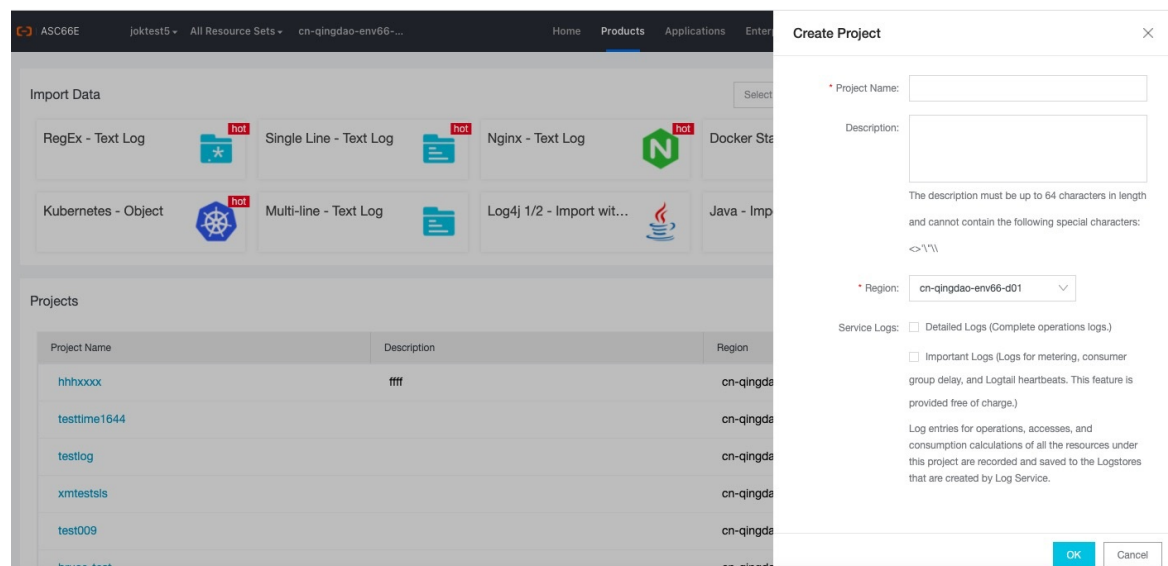 ASC66E
joktest5
All Resource Sets
cn-qingdao-env66-...
Home
Products
Applications
Create Project
Import Data
Select
RegEx - Text Log
hot
Single Line - Text Log
hot
Nginx - Text Log
hot
Kubernetes - Object
hot
Multi-line - Text Log
Log4j 1/2 - Import wit...
Projects
Project Name
Description
Region
hhhxxxx
ffff
cn-qingda
testtime1644
cn-qingda
testlog
cn-qingda
xmtestsls
cn-qingda
test009
cn-qingda
* Project Name:
Description:
The description must be up to 64 characters in length
and cannot contain the following special characters:
<>'\"\\
* Region:
cn-qingdao-env66-d01
Service Logs:
Detailed Logs (Complete operations logs.)
Important Logs (Logs for metering, consumer
group delay, and Logtail heartbeats. This feature is
provided free of charge.)
Log entries for operations, accesses, and
consumption calculations of all the resources under
this project are recorded and saved to the Logstores
that are created by Log Service.
OK
Cancel